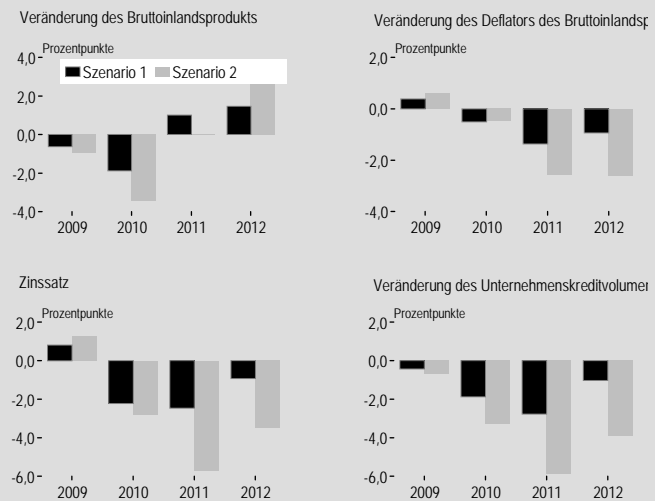 Veränderung des Bruttoinlandsprodukts
Prozentpunkte
4,0
Szenario 1 Szenario 2
2,0
0,0
-2,0
-4,0
2009 2010 2011 2012
Veränderung des Deflators des
Prozentpunkte
2,0
0,0
-2,0
-4,0
2009 2010 2011 2012
Zinssatz
Prozentpunkte
2,0
0,0
-2,0
-4,0
-6,0
2009 2010 2011 2012
Veränderung des
Prozentpunkte
2,0
0,0
-2,0
-4,0
-6,0
2009 2010 2011 2012